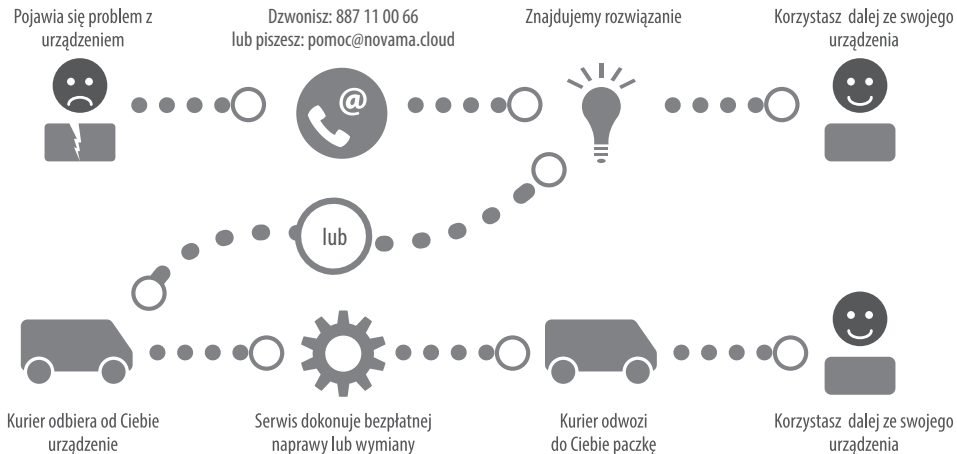 Pojawia się problem z
urządzeniem
Dzwonisz: 887 11 00 66
lub piszesz: pomoc@novama.cloud
Znajdujemy rozwiązanie
Korzystasz dalej ze swojego
urządzenia
@
lub
Kurier odbiera od Ciebie
urządzenie
Serwis dokonuje bezpłatnej
naprawy lub wymiany
Kurier odwozi
do Ciebie paczkę
Korzystasz dalej ze swojego
urządzenia